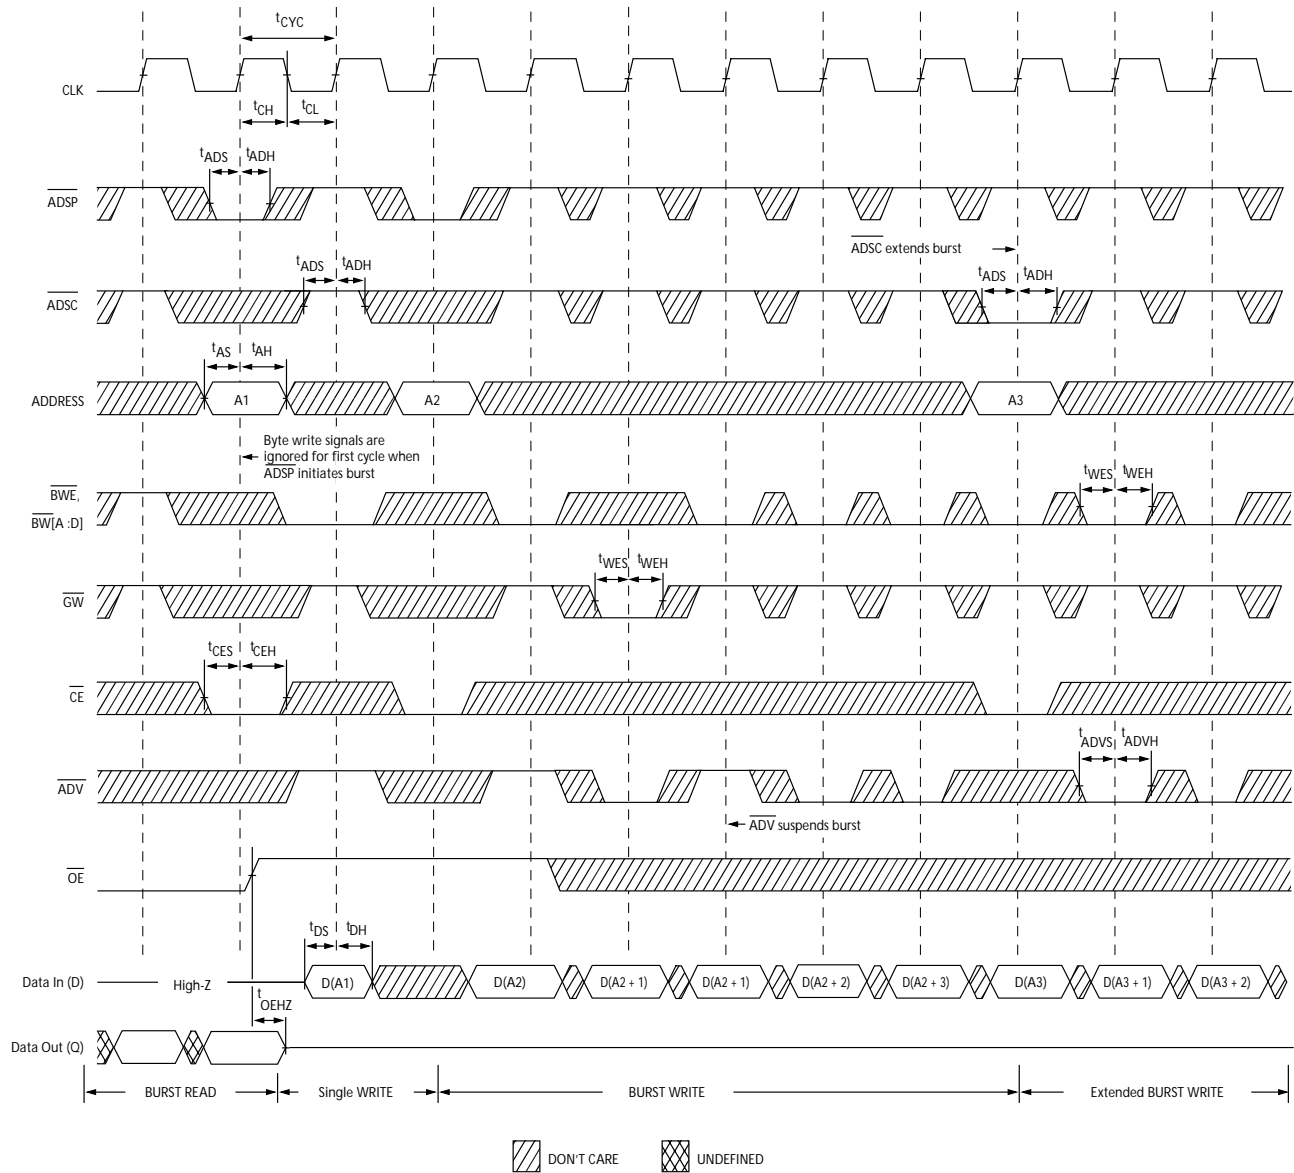 tCYC
CLK
tCH
tCL
tADS
tADH
ADSP
ADSC extends burst
tADS
tADH
tADS
tADH
ADSC
tAS
tAH
ADDRESS
A1
A2
A3
Byte write signals are
ignored for first cycle when
ADSP initiates burst
BWE,
BW[A :D]
tWES
tWEH
tWES
tWEH
GW
tCES
tCEH
CE
tADVS
tADVH
ADV
ADV suspends burst
OE
tDS
tDH
Data In (D)
High-Z
D(A1)
D(A2)
D(A2 + 1)
D(A2 + 1)
D(A2 + 2)
D(A2 + 3)
D(A3)
D(A3 + 1)
D(A3 + 2)
tOEHZ
Data Out (Q)
BURST READ
Single WRITE
BURST WRITE
Extended BURST WRITE
DON'T CARE
UNDEFINED